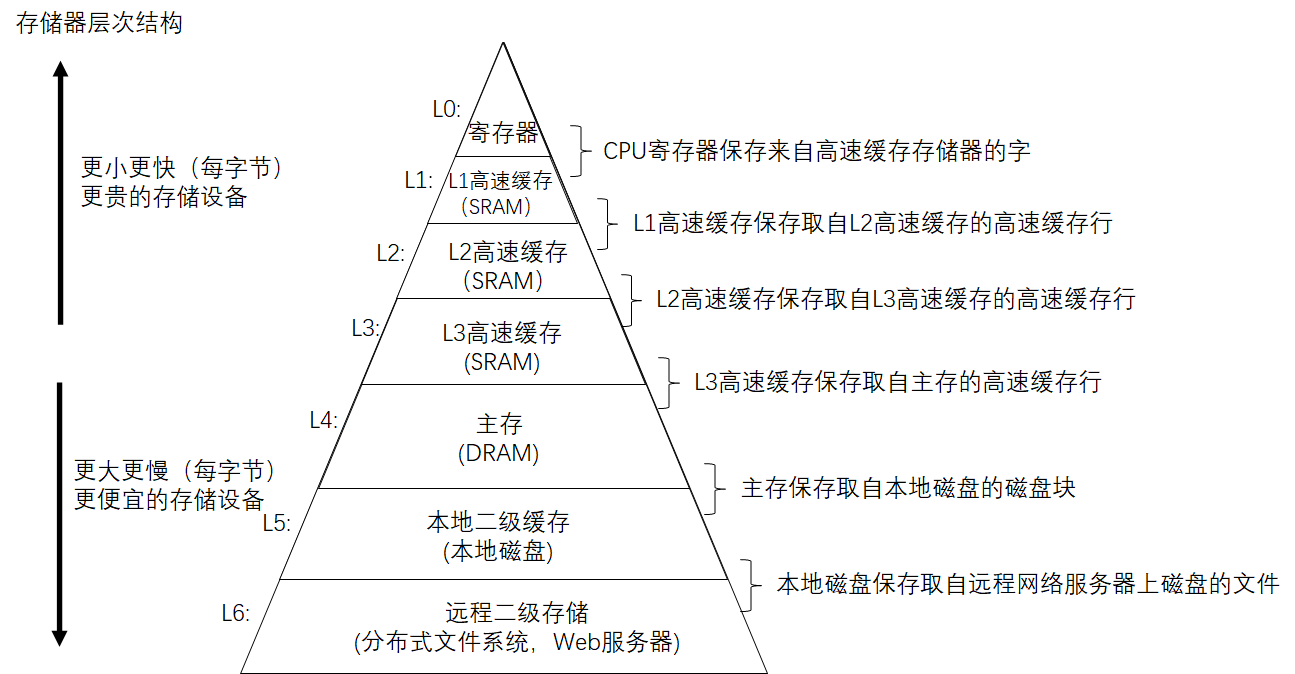 存储器层次结构
L0:
寄存器
CPU寄存器保存来自高速缓存存储器的字
更小更快（每字节）
更贵的存储设备
L1:
L1高速缓存
（SRAM）
L1高速缓存保存取自L2高速缓存的高速缓存行
L2:
L2高速缓存
（SRAM）
L2高速缓存保存取自L3高速缓存的高速缓存行
L3:
L3高速缓存
(SRAM)
L3高速缓存保存取自主存的高速缓存行
L4:
主存
(DRAM)
更大更慢（每字节）
更便宜的存储设备
主存保存取自本地磁盘的磁盘块
L5:
本地二级缓存
(本地磁盘)
本地磁盘保存取自远程网络服务器上磁盘的文件
L6:
远程二级存储
(分布式文件系统，Web服务器)